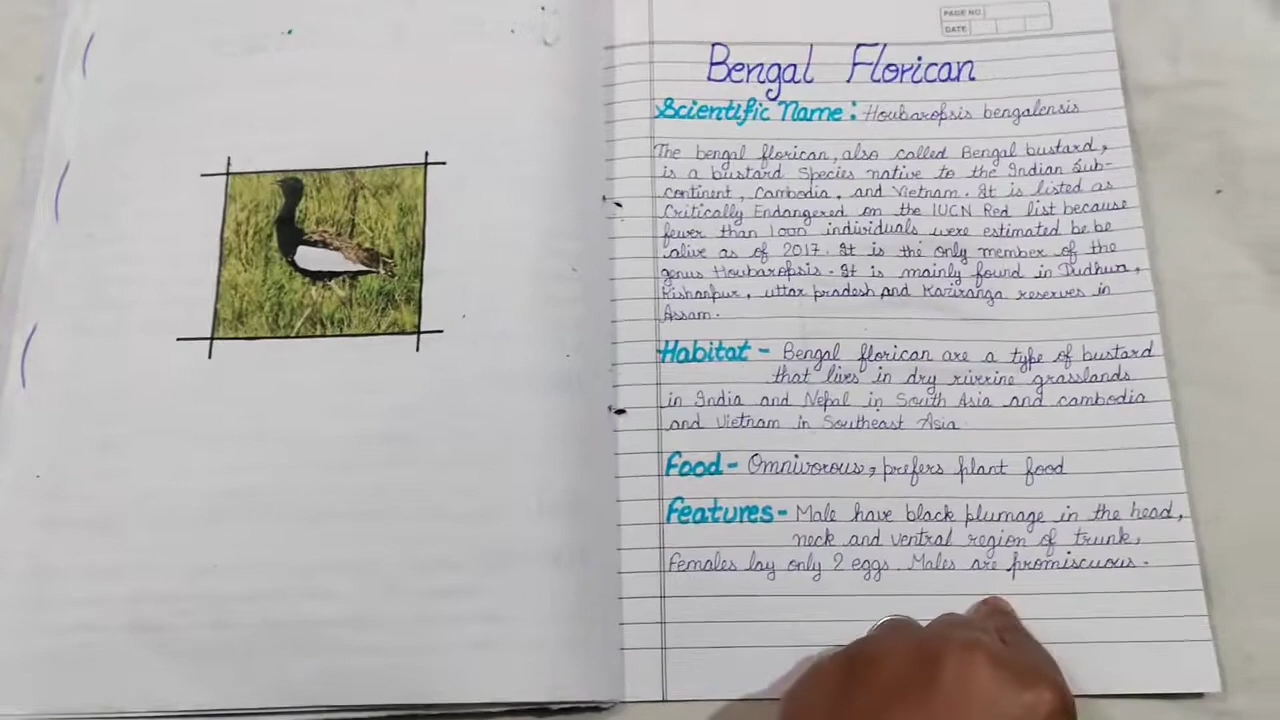 PAGE NO.
DATE
Bengal Florican
Scientific Name : Houbaropsis bengalensis
The bengal florican, also called Bengal bustard,
is a bustard species native to the Indian Sub-
continent, Cambodia, and Vietnam. It is listed as
Critically Endangered on the IUCN Red list because
fewer than 1000 individuals were estimated be be
alive as of 2017. It is the only member of the
genus Houbaropsis. It is mainly found in Dudhwa,
Kishanpur, uttar pradesh and Kaziranga reserves in
Assam.
Habitat - Bengal florican are a type of bustard
that lives in dry riverine grasslands
in India and Nepal in South Asia and cambodia
and Vietnam in Southeast Asia
Food - Omnivorous, prefers plant food
Features - Male have black plumage in the head,
neck and ventral region of trunk,
Females lay only 2 eggs. Males are promiscuous.